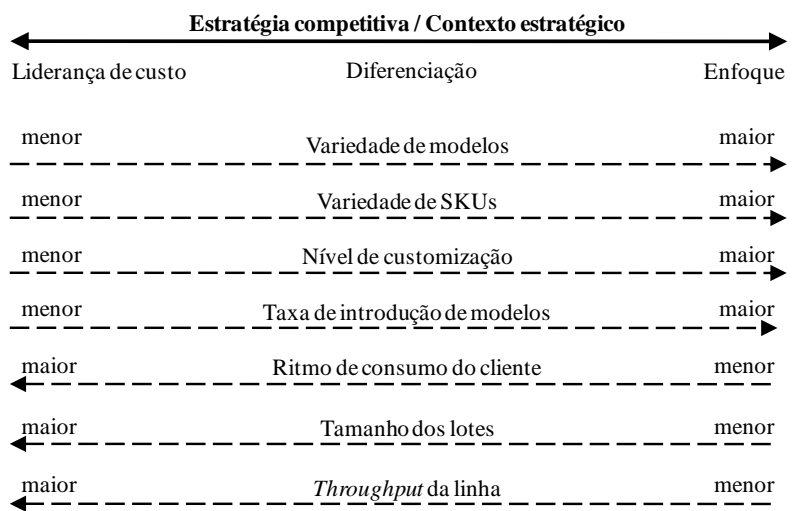 Estratégia competitiva / Contexto estratégico
Liderança de custo Diferenciação Enfoque
menor Variedade de modelos maior
menor Variedade de SKUs maior
menor Nível de customização maior
menor Taxa de introdução de modelos maior
maior Ritmo de consumo do cliente menor
maior Tamanho dos lotes menor
maior Throughput da linha menor